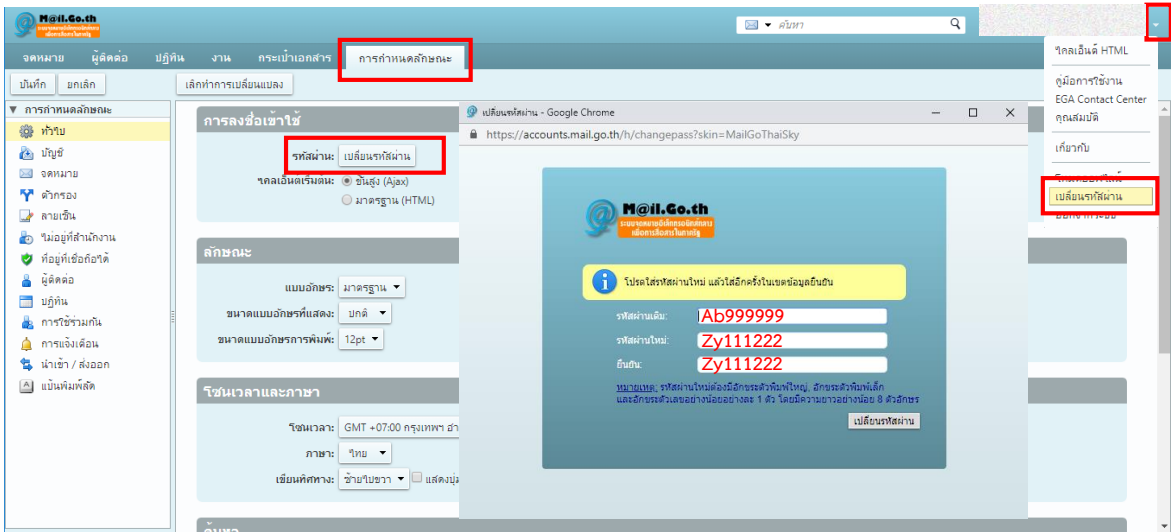 M@il.Go.th
ระบบจดหมายอิเล็กทรอนิกส์กลาง
เพื่อการสื่อสารในภาครัฐ
ค้นหา
จดหมาย ผู้ติดต่อ ปฏิทิน งาน กระเป๋าเอกสาร การกำหนดลักษณะ
บันทึก ยกเลิก เลิกทำการเปลี่ยนแปลง
การกำหนดลักษณะ
ทั่วไป
บัญชี
จดหมาย
ตัวกรอง
ลายเซ็น
ไม่อยู่ที่สำนักงาน
ที่อยู่ที่เชื่อถือได้
ผู้ติดต่อ
ปฏิทิน
การใช้ร่วมกัน
การแจ้งเตือน
นำเข้า / ส่งออก
แป้นพิมพ์ลัด
การลงชื่อเข้าใช้
รหัสผ่าน: เปลี่ยนรหัสผ่าน
ไคลเอ็นต์เริ่มต้น: ขั้นสูง (Ajax)
มาตรฐาน (HTML)
ลักษณะ
แบบอักษร: มาตรฐาน
ขนาดแบบอักษรที่แสดง: ปกติ
ขนาดแบบอักษรการพิมพ์: 12pt
โซนเวลาและภาษา
โซนเวลา: GMT +07:00 กรุงเทพฯ
ภาษา: ไทย
เขียนทิศทาง: ซ้ายไปขวา
ค้นหา
เปลี่ยนรหัสผ่าน - Google Chrome
https://accounts.mail.go.th/h/changepass?skin=MailGoThaiSky
M@il.Go.th
ระบบจดหมายอิเล็กทรอนิกส์กลาง
เพื่อการสื่อสารในภาครัฐ
โปรดใส่รหัสผ่านใหม่ แล้วใส่อีกครั้งในเขตข้อมูลยืนยัน
รหัสผ่านเดิม: Ab999999
รหัสผ่านใหม่: Zy111222
ยืนยัน: Zy111222
หมายเหตุ: รหัสผ่านใหม่ต้องมีอักขระตัวพิมพ์ใหญ่, อักขระตัวพิมพ์เล็ก
และอักขระตัวเลขอย่างน้อยอย่างละ 1 ตัว โดยมีความยาวอย่างน้อย 8 ตัวอักษร
เปลี่ยนรหัสผ่าน
ไคลเอ็นต์ HTML
คู่มือการใช้งาน
EGA Contact Center
คุณสมบัติ
เกี่ยวกับ
เปลี่ยนรหัสผ่าน